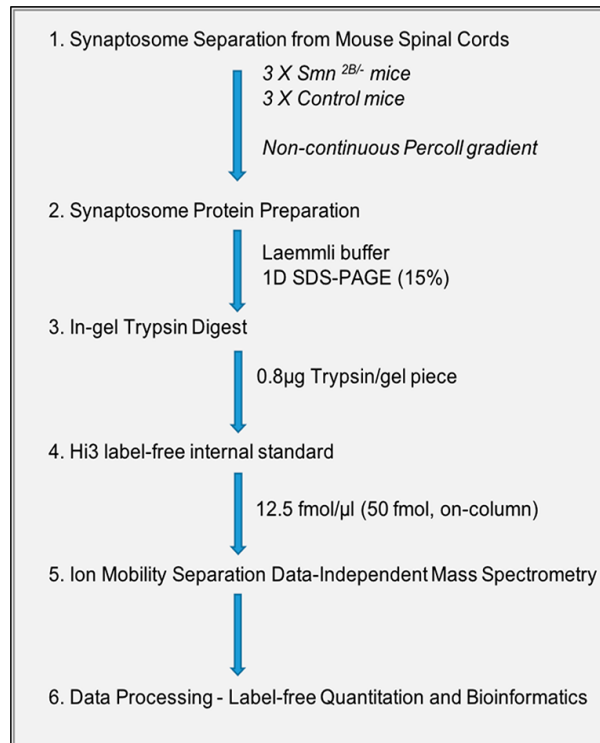 1. Synaptosome Separation from Mouse Spinal Cords
3 X Smn 2B/- mice
3 X Control mice
Non-continuous Percoll gradient
2. Synaptosome Protein Preparation
Laemmli buffer
1D SDS-PAGE (15%)
3. In-gel Trypsin Digest
0.8µg Trypsin/gel piece
4. Hi3 label-free internal standard
12.5 fmol/µl (50 fmol, on-column)
5. Ion Mobility Separation Data-Independent Mass Spectrometry
6. Data Processing - Label-free Quantitation and Bioinformatics